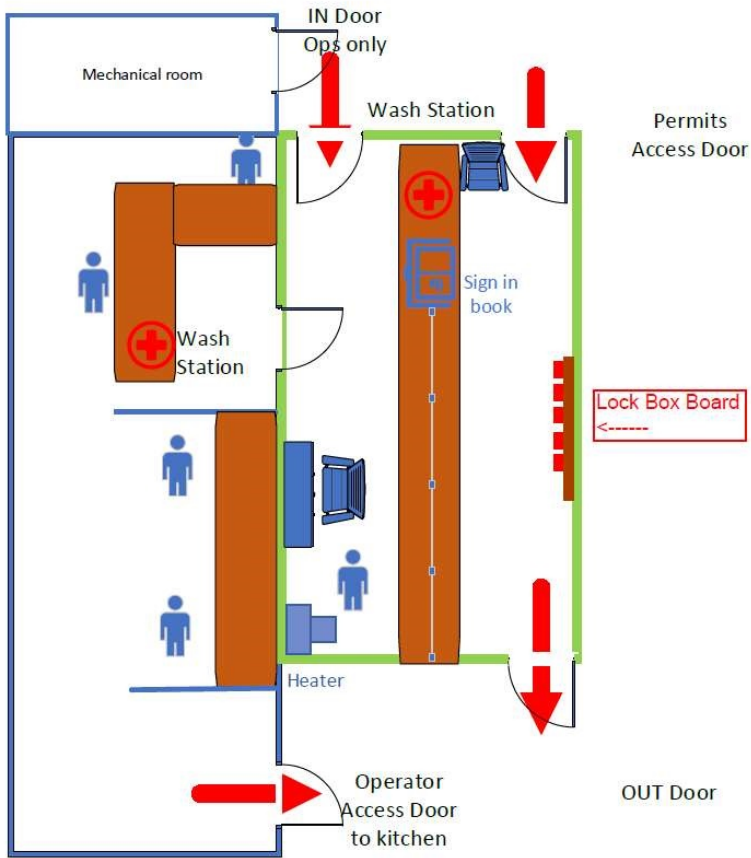 IN Door
Ops only
Mechanical room
Wash Station
Permits
Access Door
Sign in
book
Wash
Station
Lock Box Board
<------
Heater
Operator
Access Door
to kitchen
OUT Door